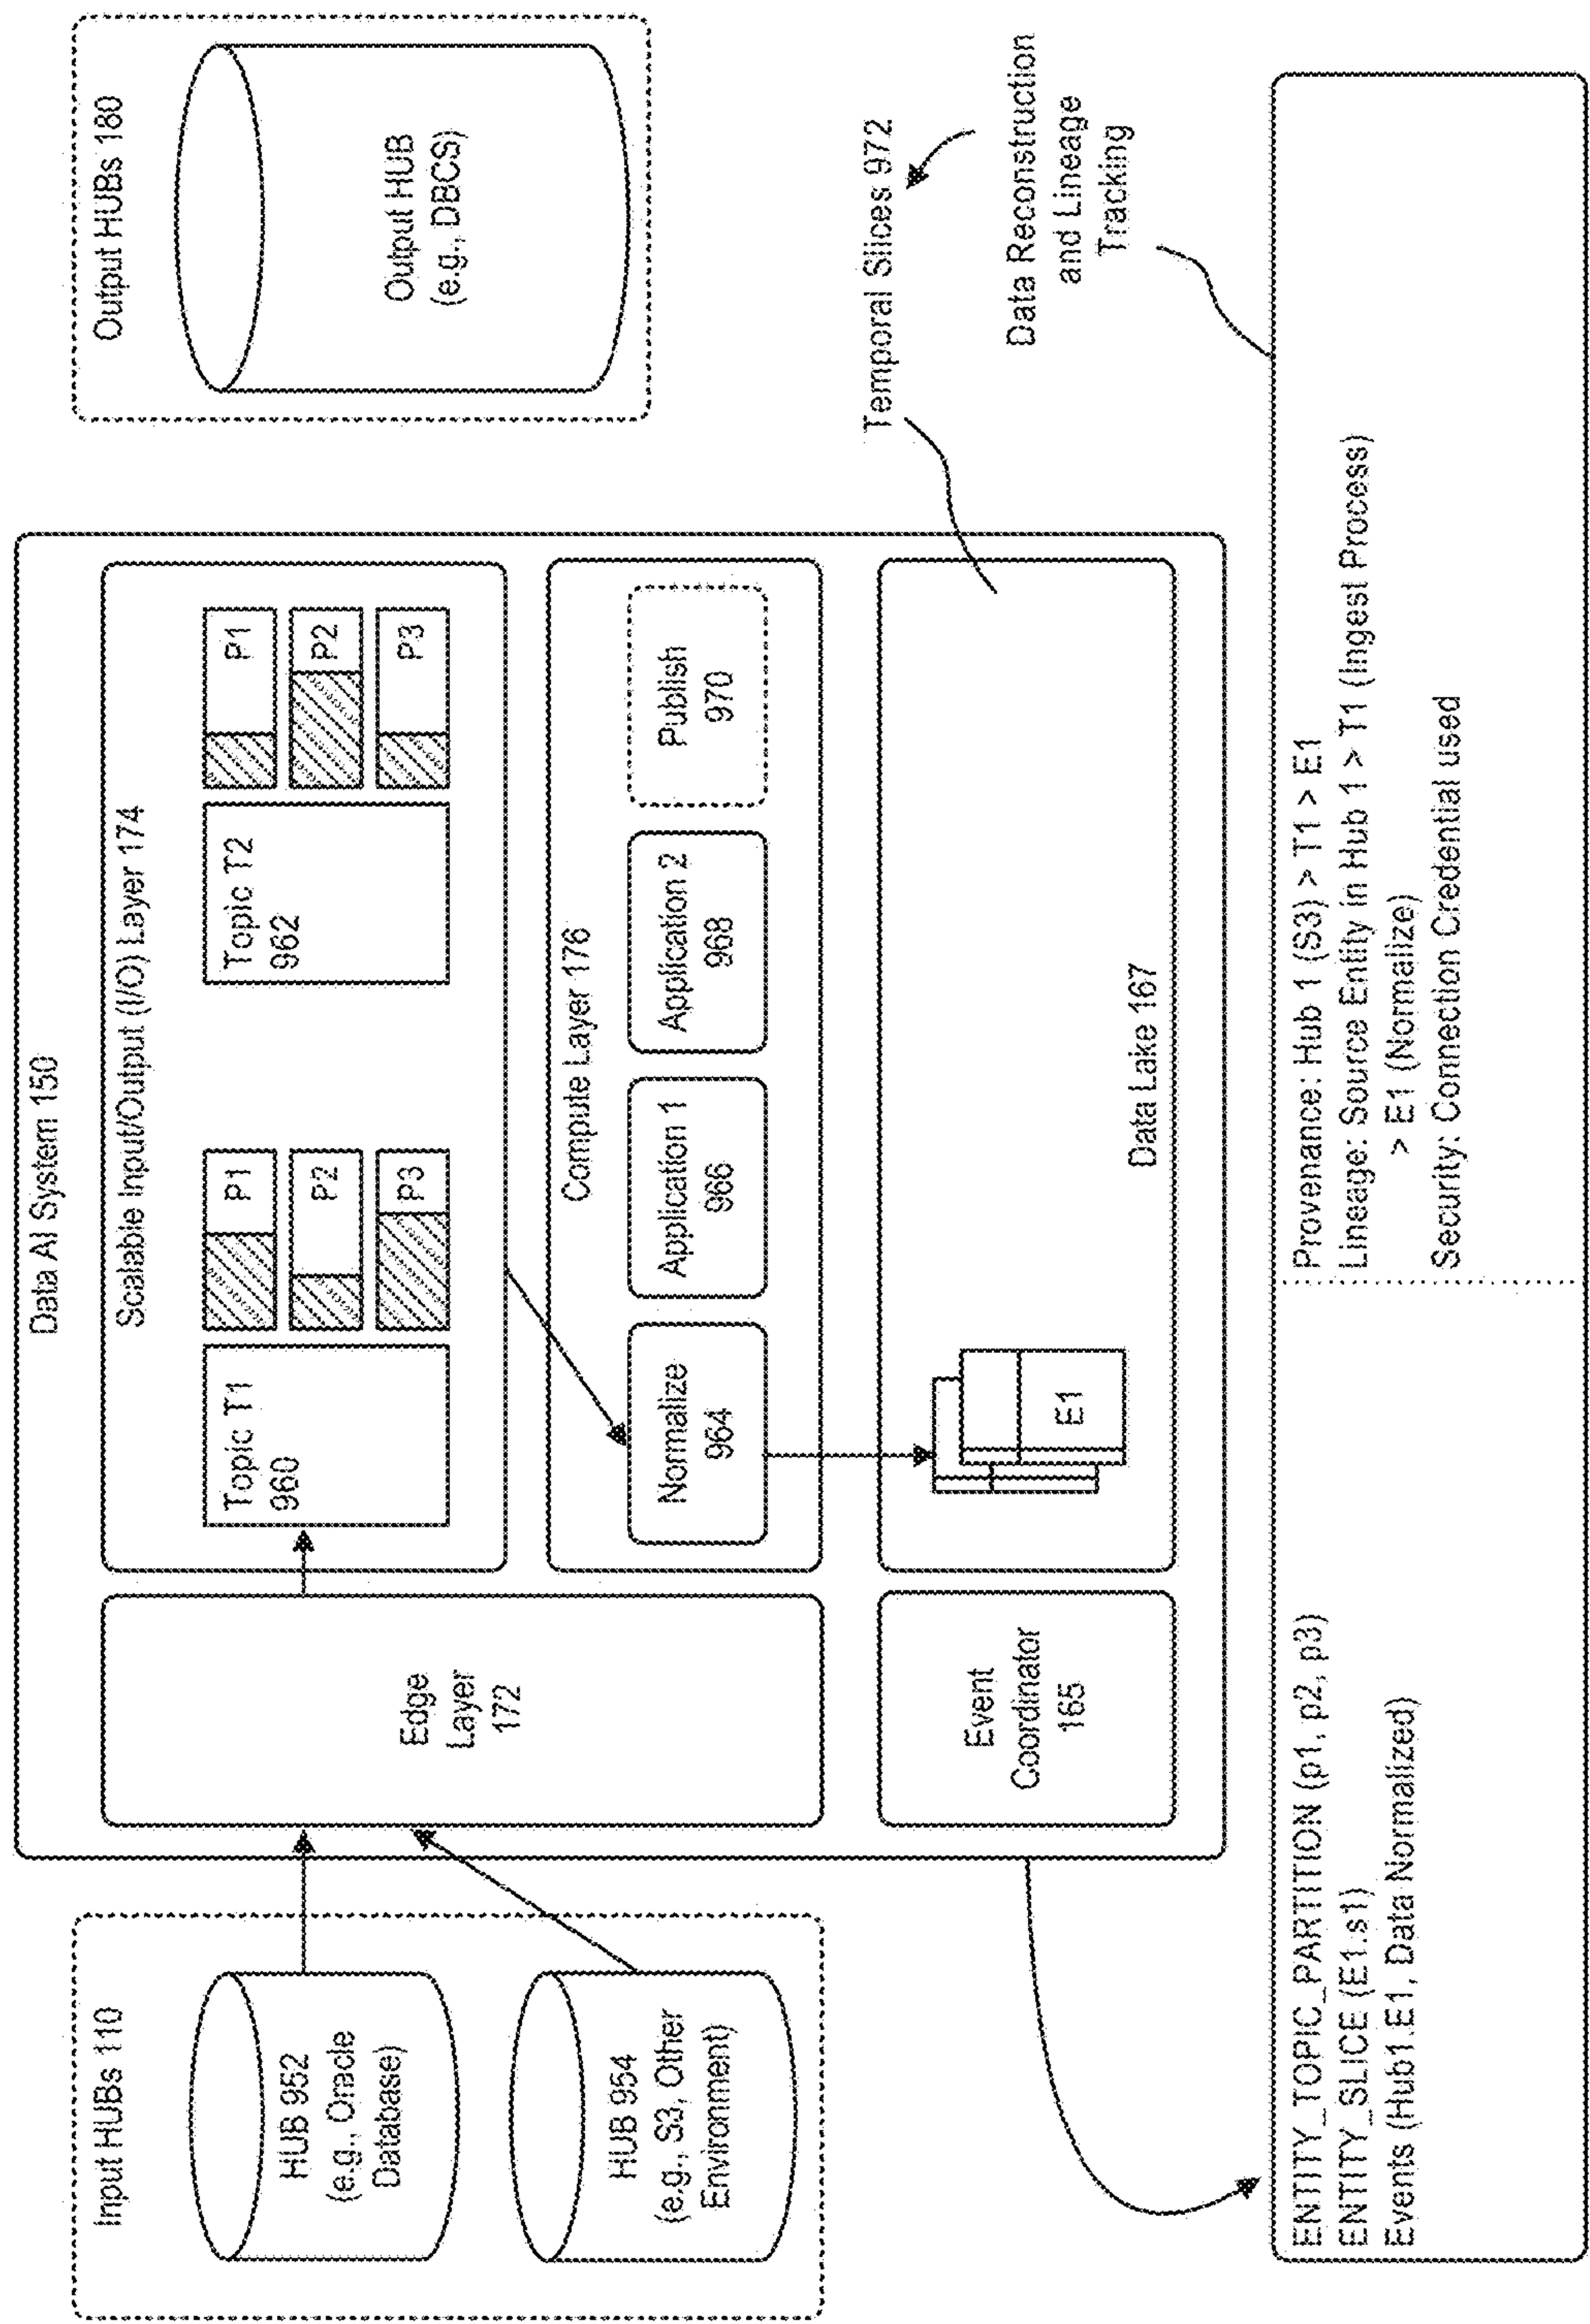 Input HUBs 110
HUB 952
(e.g., Oracle
Database)
HUB 954
(e.g., S3, Other
Environment)
Data AI System 150
Edge
Layer
172
Scalable Input/Output (I/O) Layer 174
Topic T1
960
P1
P2
P3
Topic T2
962
P1
P2
P3
Compute Layer 176
Normalize
964
Application 1
966
Application 2
968
Publish
970
Event
Coordinator
165
E1
Data Lake 167
Output HUBs 180
Output HUB
(e.g., DBCS)
Temporal Slices 972
Data Reconstruction
and Lineage
Tracking
ENTITY_TOPIC_PARTITION (p1, p2, p3)
ENTITY_SLICE (E1.s1)
Events (Hub1.E1, Data Normalized)
Provenance: Hub 1 (S3) > T1 > E1
Lineage: Source Entity in Hub 1 > T1 (Ingest Process)
> E1 (Normalize)
Security: Connection Credential used